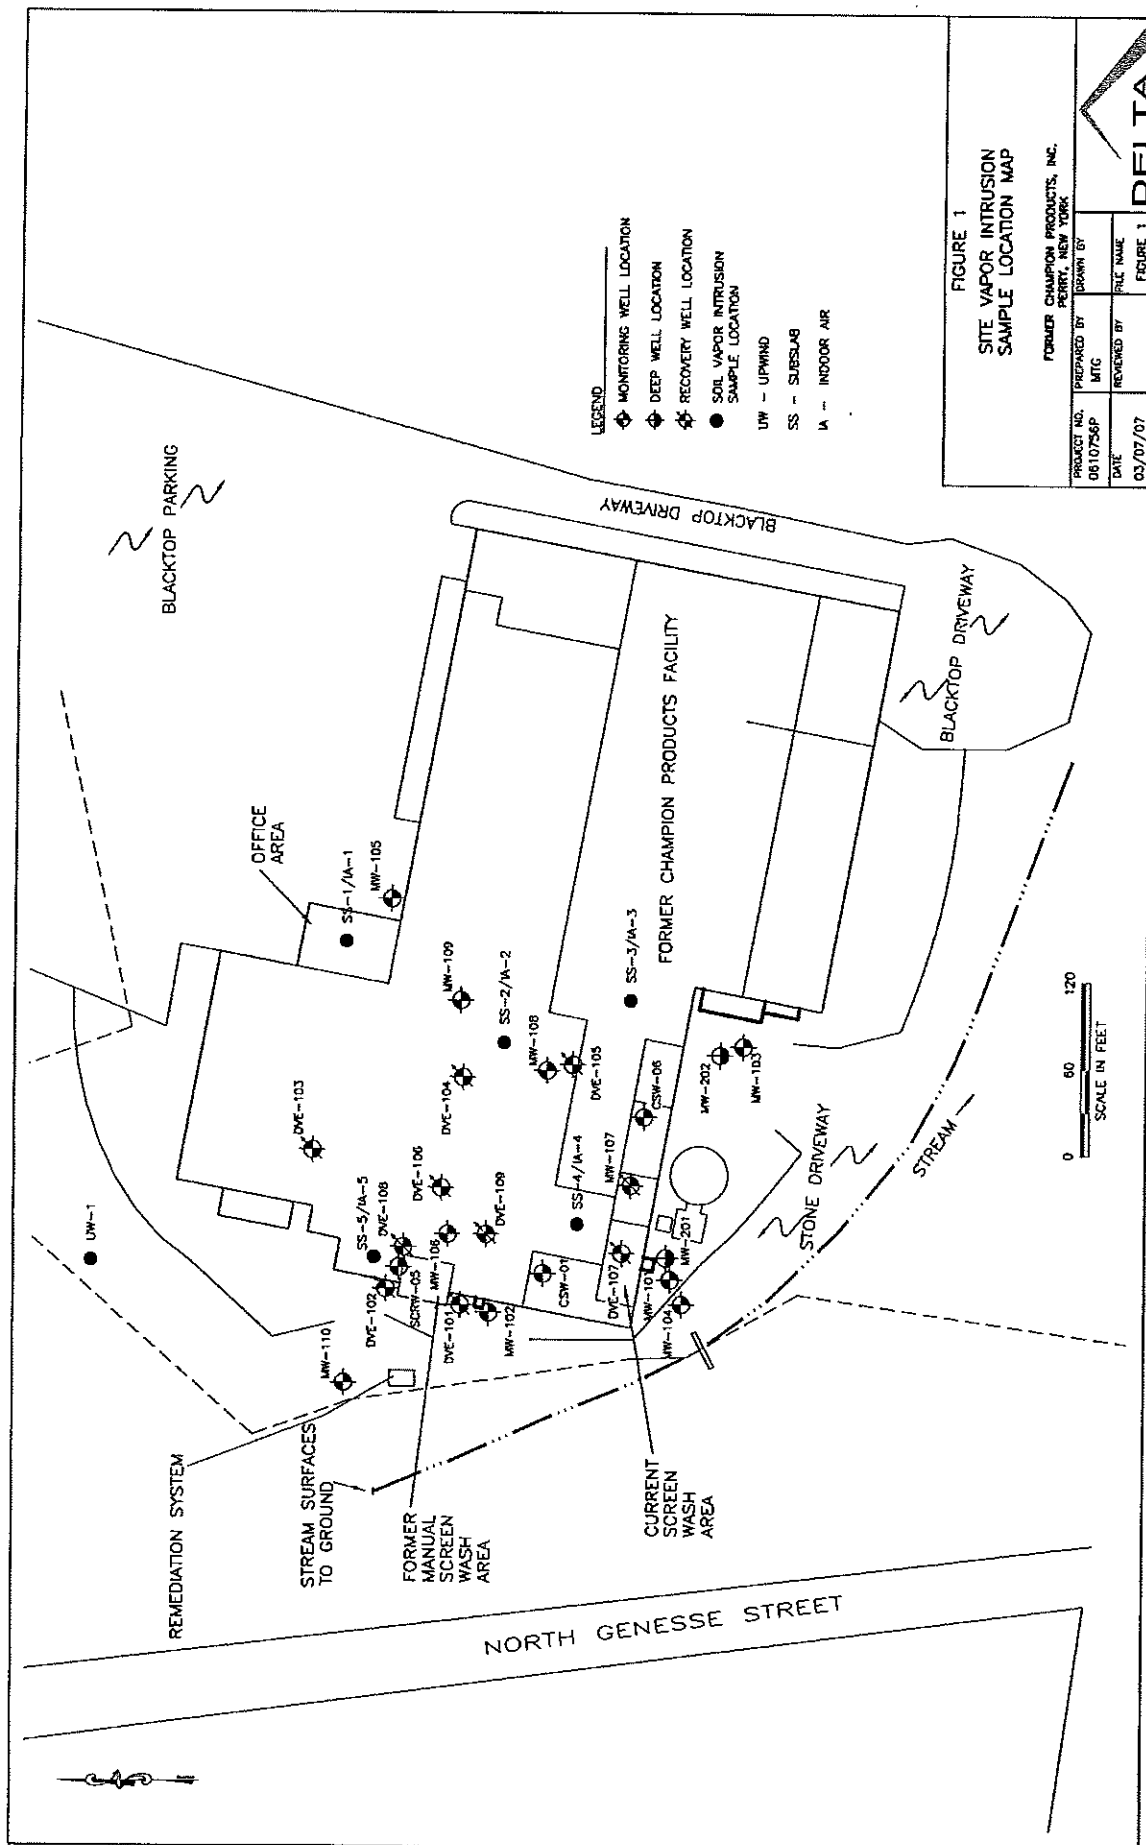 BLACKTOP PARKING
OFFICE
AREA
SS-1/IA-1
MW-105
UW-1
DVE-103
MW-109
SS-2/IA-2
DVE-104
MW-108
DVE-105
SS-3/IA-3
FORMER CHAMPION PRODUCTS FACILITY
BLACKTOP DRIVEWAY
BLACKTOP DRIVEWAY
SS-5/IA-5
DVE-108
DVE-106
MW-106
DVE-109
SS-4/IA-4
MW-107
CSW-06
MW-202
MW-103
DVE-102
SCRW-05
DVE-101
MW-102
CSW-01
DVE-107
MW-201
MW-101
MW-104
MW-110
STONE DRIVEWAY
STREAM
REMEDIATION SYSTEM
STREAM SURFACES
TO GROUND
FORMER
MANUAL
SCREEN
WASH
AREA
CURRENT
SCREEN
WASH
AREA
NORTH GENESSE STREET
0 60 120
SCALE IN FEET
LEGEND
MONITORING WELL LOCATION
DEEP WELL LOCATION
RECOVERY WELL LOCATION
SOIL VAPOR INTRUSION
SAMPLE LOCATION
UW - UPWIND
SS - SUBSLAB
IA - INDOOR AIR
FIGURE 1
SITE VAPOR INTRUSION
SAMPLE LOCATION MAP
FORMER CHAMPION PRODUCTS, INC.
PERRY, NEW YORK
PROJECT NO.
0610756P
PREPARED BY
MTG
DRAWN BY
DATE
03/07/07
REVIEWED BY
FILE NAME
FIGURE 1
DELTA